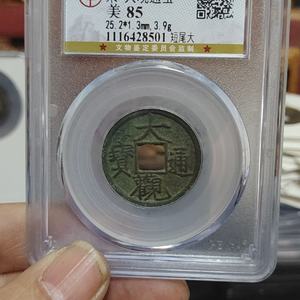 美 85
25.2*1.3mm,3.9g
1116428501 短尾大
★文物鉴定委员会监制★
大觀通寶